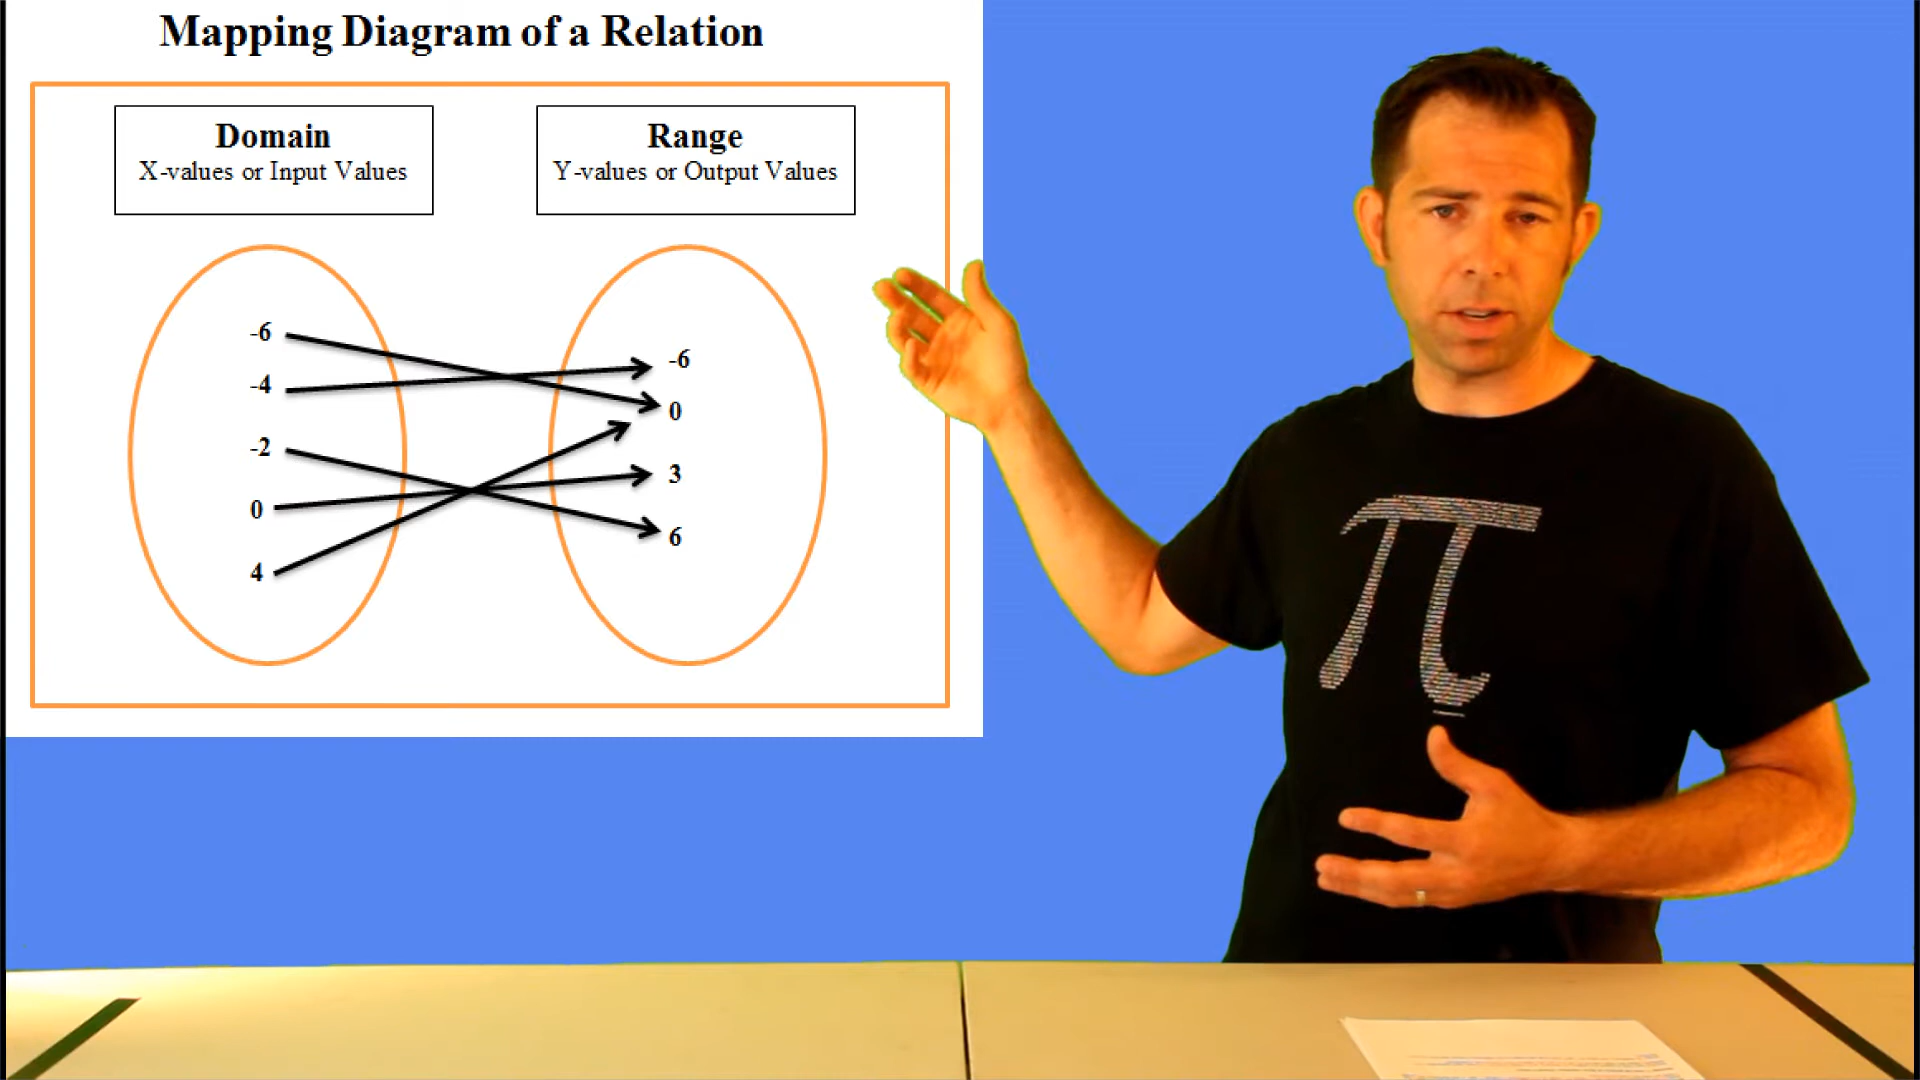 Mapping Diagram of a Relation
Domain
X-values or Input Values
Range
Y-values or Output Values
-6
-4
-2
0
4
-6
0
3
6